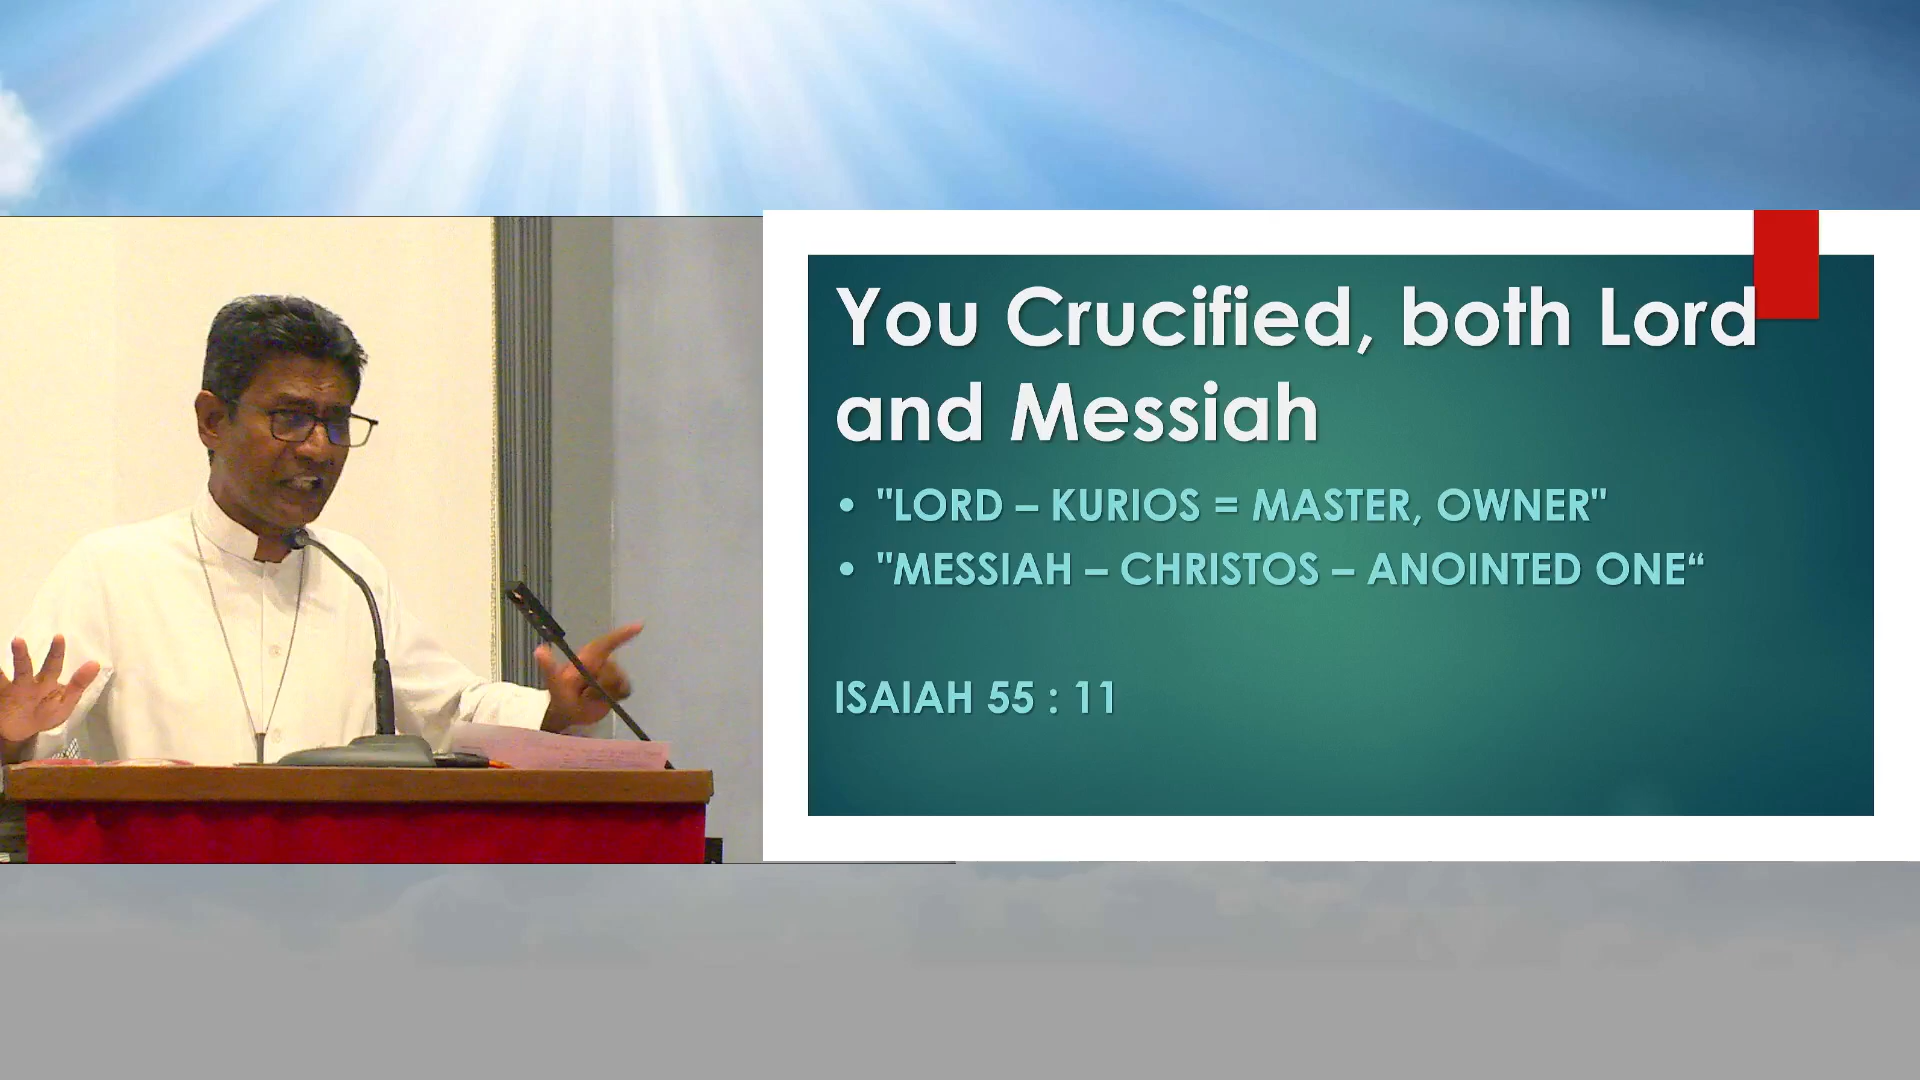 You Crucified, both Lord
and Messiah
• "LORD – KURIOS = MASTER, OWNER"
• "MESSIAH – CHRISTOS – ANOINTED ONE“
ISAIAH 55 : 11